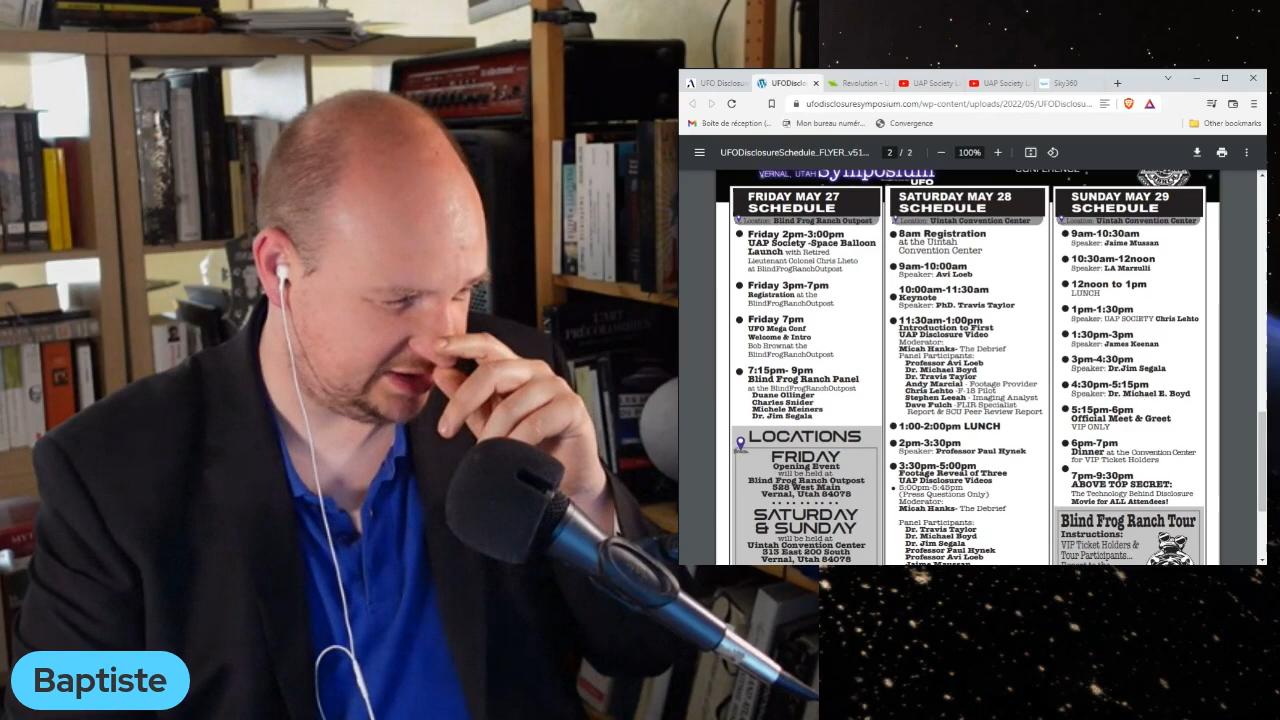 UFO Disclosu
UFODisclo
Revolution - U
UAP Society L
UAP Society L
Sky360
ufodisclosuresymposium.com/wp-content/uploads/2022/05/UFODisclosu...
Boîte de réception (...
Mon bureau numér...
Convergence
Other bookmarks
UFODisclosureSchedule_FLYER_v51...
2 / 2
100%
VERNAL, UTAH Symposium
UFO
CONFERENCE
FRIDAY MAY 27
SCHEDULE
Location: Blind Frog Ranch Outpost
Friday 2pm-3:00pm
UAP Society -Space Balloon
Launch with Retired
Lieutenant Colonel Chris Lheto
at BlindFrogRanchOutpost
Friday 3pm-7pm
Registration at the
BlindFrogRanchOutpost
Friday 7pm
UFO Mega Conf
Welcome & Intro
Bob Brownat the
BlindFrogRanchOutpost
7:15pm- 9pm
Blind Frog Ranch Panel
at the BlindFrogRanchOutpost
Duane Ollinger
Charles Snider
Michele Meiners
Dr. Jim Segala
LOCATIONS
FRIDAY
Opening Event
will be held at
Blind Frog Ranch Outpost
528 West Main
Vernal, Utah 84078
SATURDAY
& SUNDAY
will be held at
Uintah Convention Center
313 East 200 South
Vernal, Utah 84078
SATURDAY MAY 28
SCHEDULE
Location: Uintah Convention Center
8am Registration
at the Uintah
Convention Center
9am-10:00am
Speaker: Avi Loeb
10:00am-11:30am
Keynote
Speaker: PhD. Travis Taylor
11:30am-1:00pm
Introduction to First
UAP Disclosure Video
Moderator:
Micah Hanks- The Debrief
Panel Participants:
Professor Avi Loeb
Dr. Michael Boyd
Dr. Travis Taylor
Andy Marcial - Footage Provider
Chris Lehto -F-16 Pilot
Stephen Leeah - Imaging Analyst
Dave Fulch -FLIR Specialist
Report & SCU Peer Review Report
1:00-2:00pm LUNCH
2pm-3:30pm
Speaker: Professor Paul Hynek
3:30pm-5:00pm
Footage Reveal of Three
UAP Disclosure Videos
5:00pm-5:45pm
(Press Questions Only)
Moderator:
Micah Hanks- The Debrief
Panel Participants:
Dr. Travis Taylor
Dr. Michael Boyd
Dr. Jim Segala
Professor Paul Hynek
Professor Avi Loeb
Jaime Maussan
SUNDAY MAY 29
SCHEDULE
Location: Uintah Convention Center
9am-10:30am
Speaker: Jaime Mussan
10:30am-12noon
Speaker: LA Marzulli
12noon to 1pm
LUNCH
1pm-1:30pm
Speaker: UAP SOCIETY Chris Lehto
1:30pm-3pm
Speaker: James Keenan
3pm-4:30pm
Speaker: Dr.Jim Segala
4:30pm-5:15pm
Speaker: Dr. Michael E. Boyd
5:15pm-6pm
Official Meet & Greet
VIP ONLY
6pm-7pm
Dinner at the Convention Center
for VIP Ticket Holders
7pm-9:30pm
ABOVE TOP SECRET:
The Technology Behind Disclosure
Movie for ALL Attendees!
Blind Frog Ranch Tour
Instructions:
VIP Ticket Holders &
Tour Participants...
Baptiste